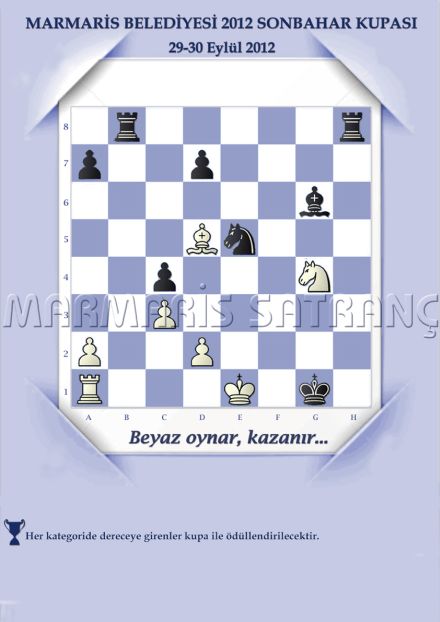 MARMARİS BELEDİYESİ 2012 SONBAHAR KUPASI
29-30 Eylül 2012
8
7
6
5
4
MARMARİS SATRANÇ
3
2
1
A B C D E F G H
Beyaz oynar, kazanır...
Her kategoride dereceye girenler kupa ile ödüllendirilecektir.